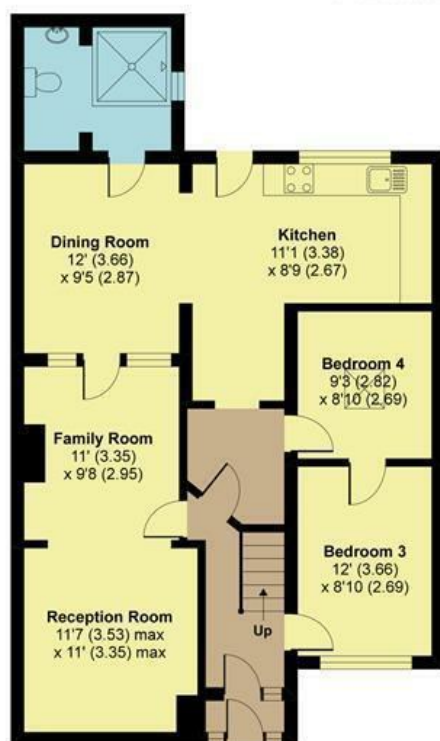 Dining Room
12' (3.66)
x 9'5 (2.87)
Kitchen
11'1 (3.38)
x 8'9 (2.67)
Bedroom 4
9'3 (2.82)
x 8'10 (2.69)
Family Room
11' (3.35)
x 9'8 (2.95)
Bedroom 3
12' (3.66)
x 8'10 (2.69)
Reception Room
11'7 (3.53) max
x 11' (3.35) max
Up